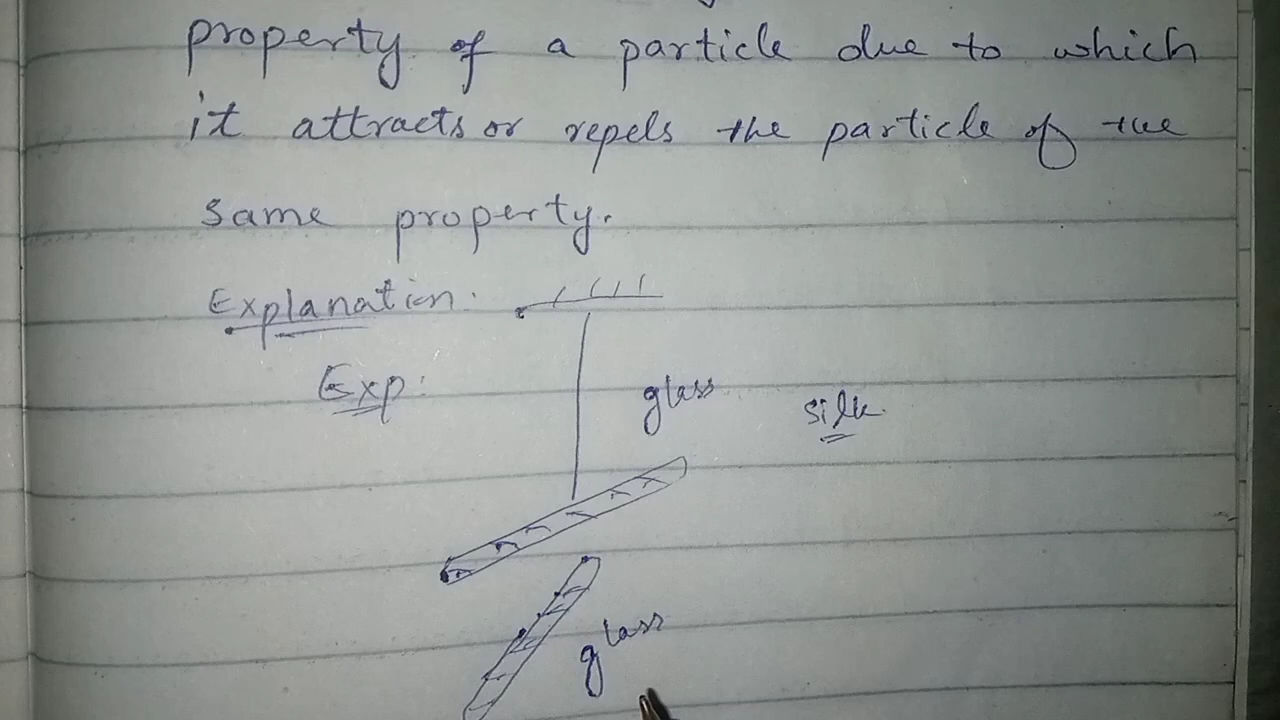 property of a particle due to which
it attracts or repels the particle of the
same property.
Explanation:
Exp:
glass
silk
glass